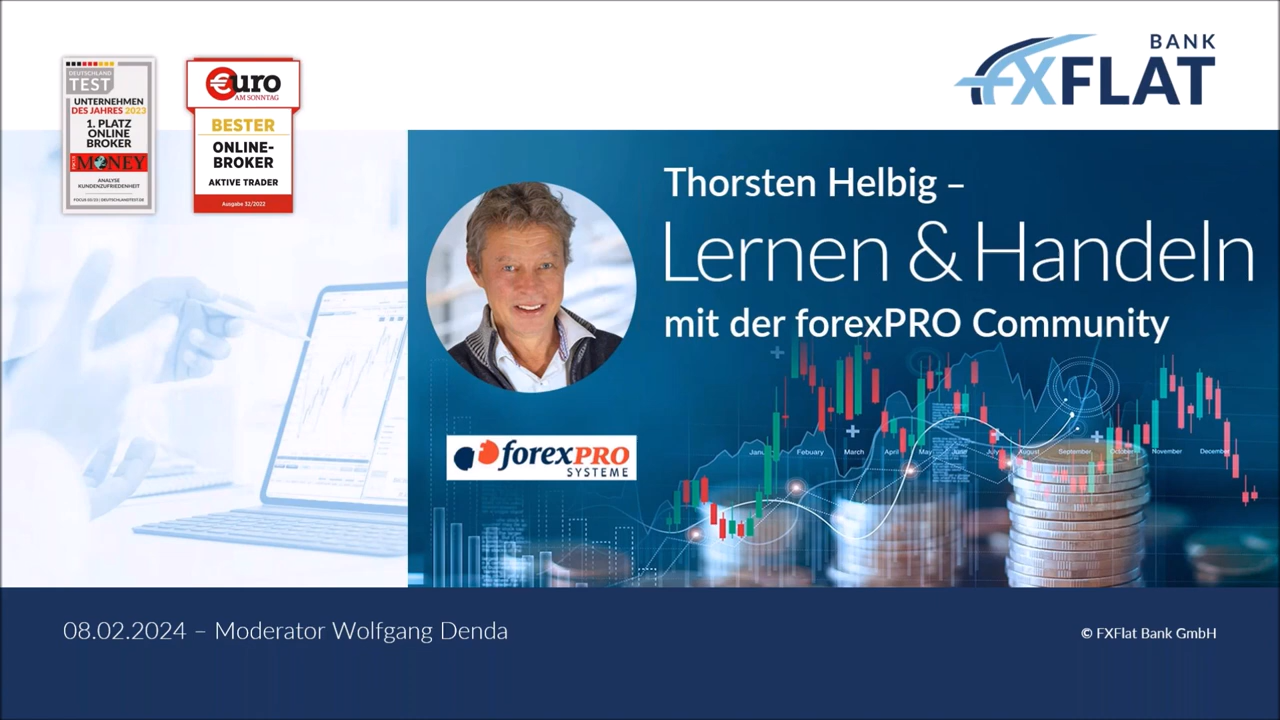 DEUTSCHLAND
TEST
UNTERNEHMEN
DES JAHRES 2023
1. PLATZ
ONLINE
BROKER
FOCUS
MONEY
ANALYSE
KUNDENZUFRIEDENHEIT
€uro
AM SONNTAG
BESTER
ONLINE-
BROKER
AKTIVE TRADER
Ausgabe 32/2022
BANK
FXFLAT
Thorsten Helbig –
Lernen & Handeln
mit der forexPRO Community
forexPRO
SYSTEME
Febuary March April May June July August September October November December
08.02.2024 – Moderator Wolfgang Denda
© FXFlat Bank GmbH